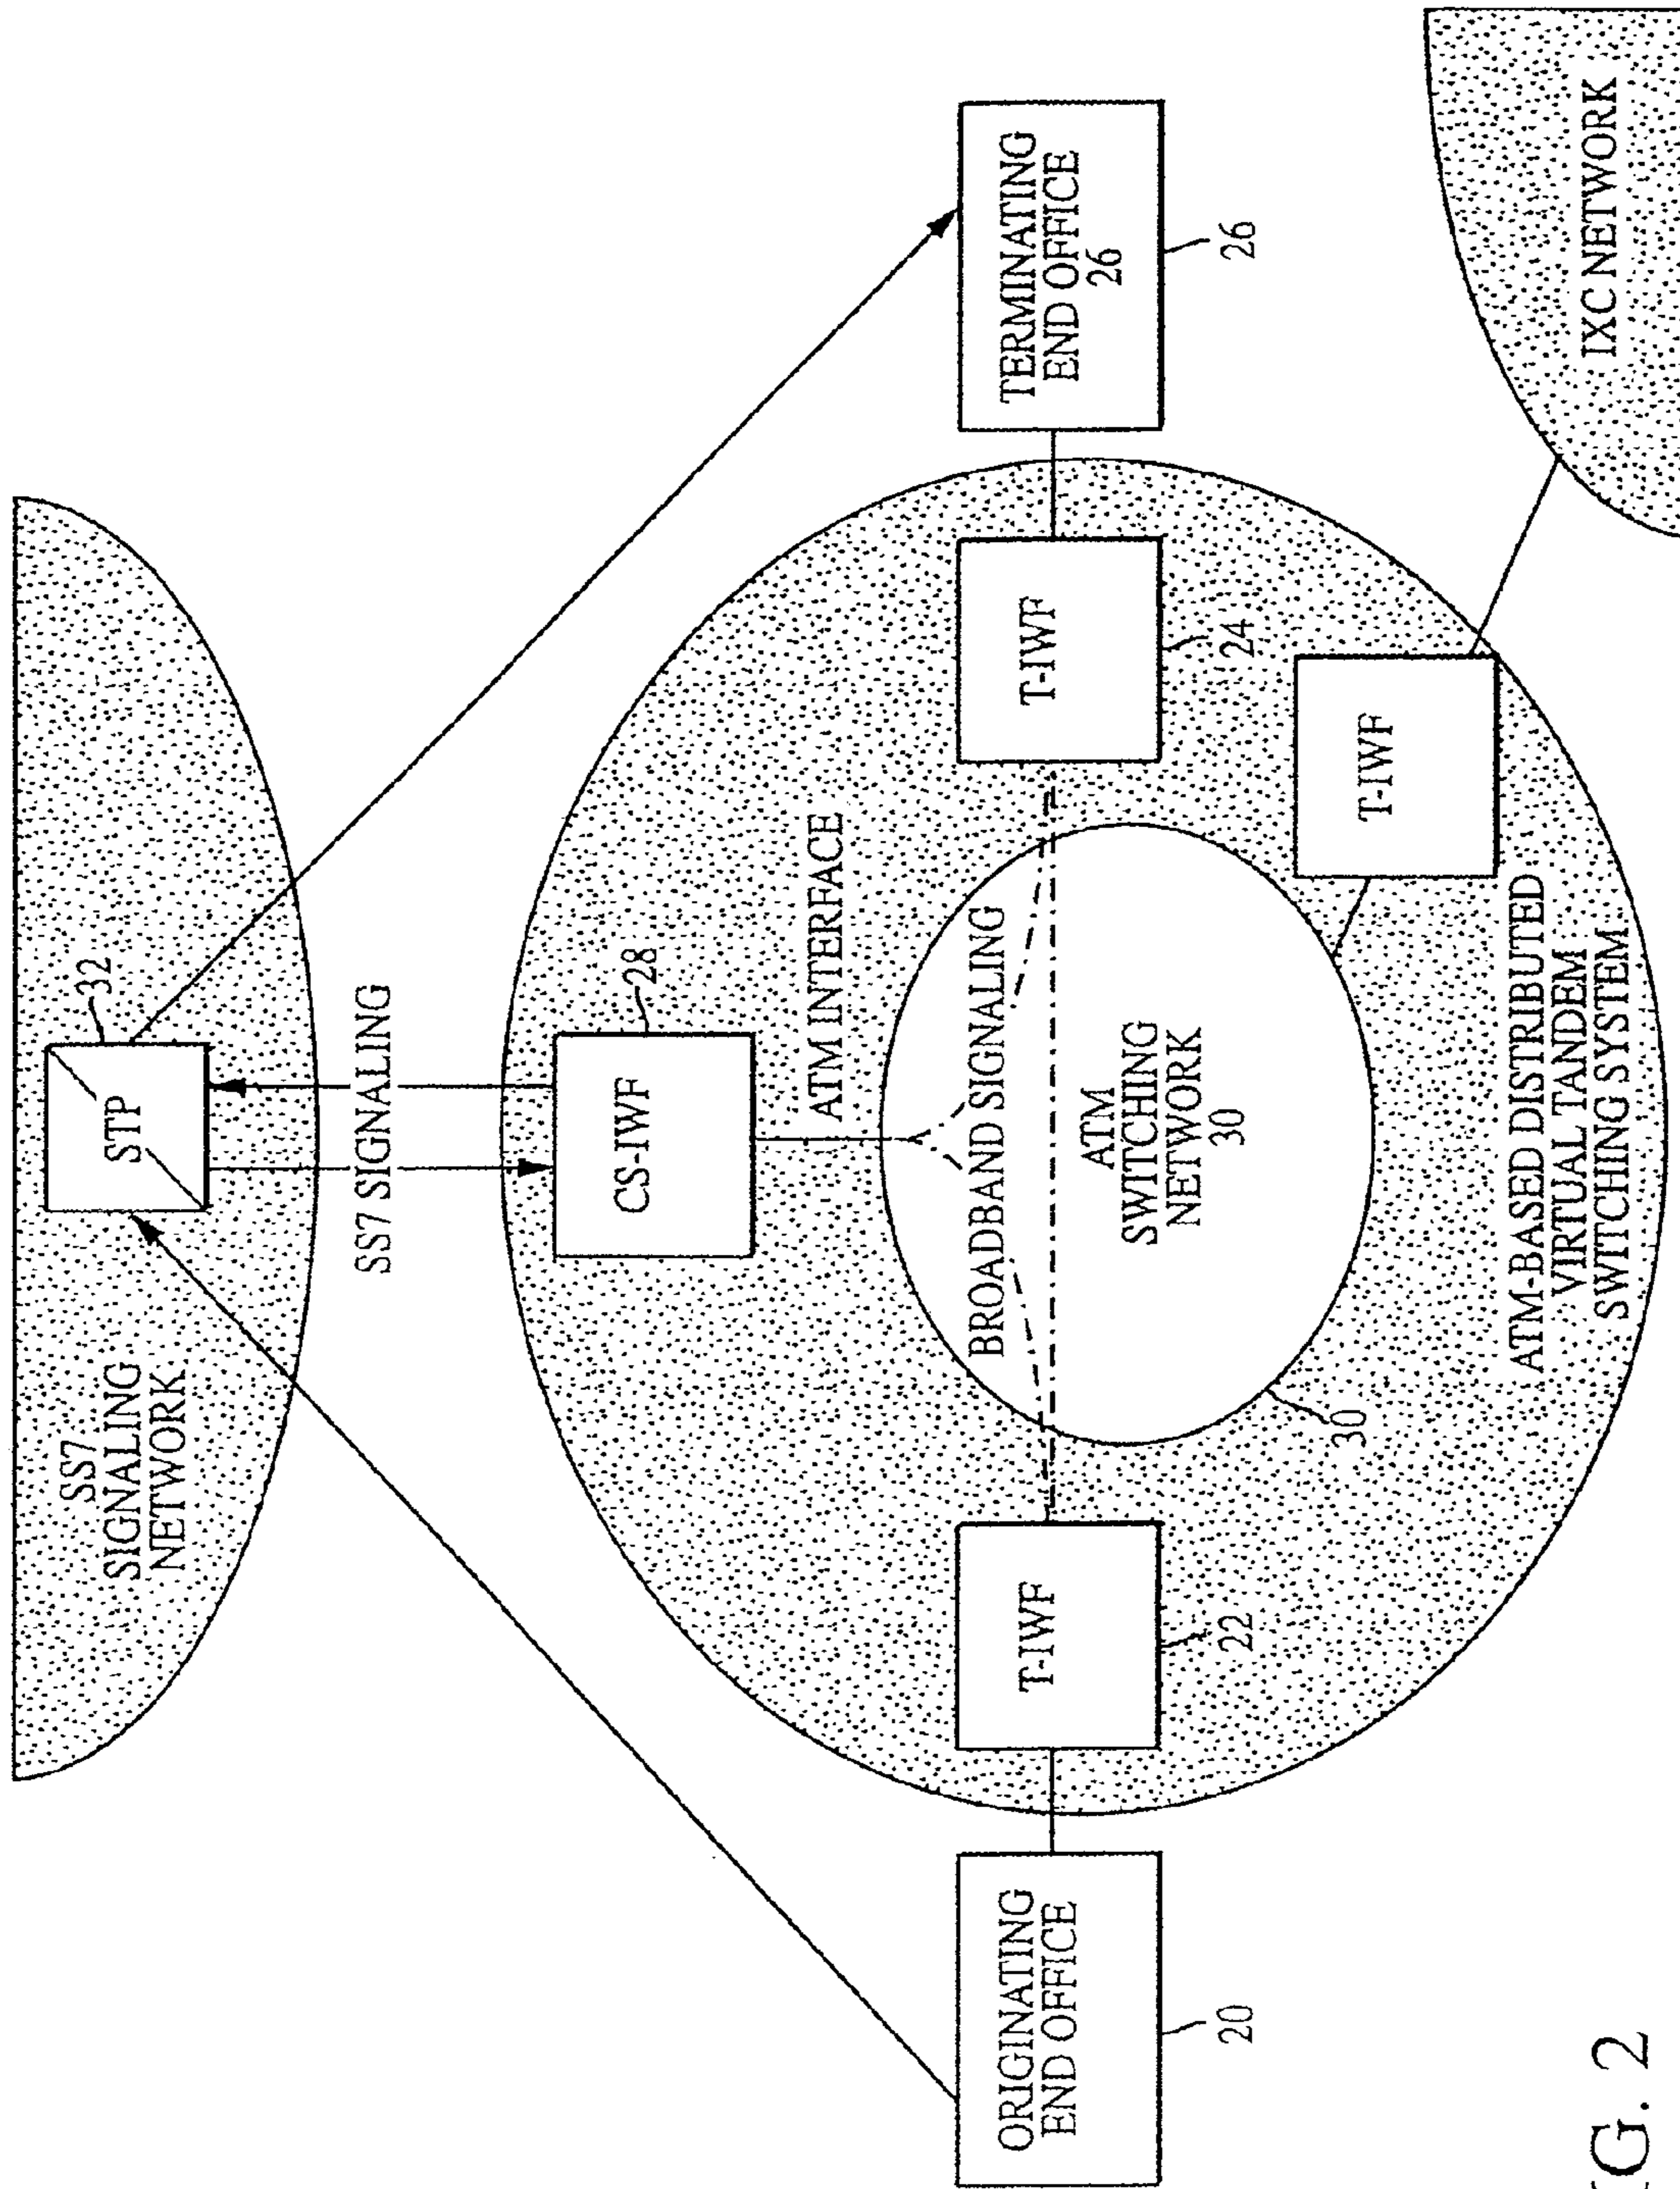 SS7
SIGNALING
NETWORK
STP
32
SS7 SIGNALING
CS-IWF
28
ATM INTERFACE
BROADBAND SIGNALING
ORIGINATING
END OFFICE
20
T-IWF
22
ATM
SWITCHING
NETWORK
30
30
T-IWF
24
TERMINATING
END OFFICE
26
26
T-IWF
ATM-BASED DISTRIBUTED
VIRTUAL TANDEM
SWITCHING SYSTEM
IXC NETWORK
IG. 2